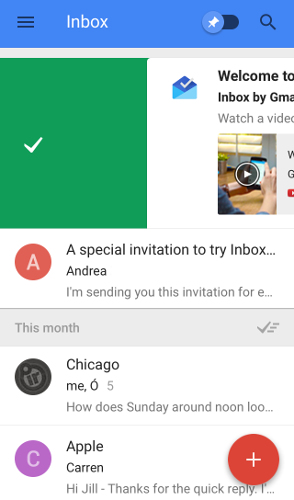 Inbox
Welcome to
Inbox by Gma
Watch a video
W
G
A
A special invitation to try Inbox...
Andrea
I'm sending you this invitation for e...
This month
Chicago
me, Ó 5
How does Sunday around noon loo...
C
Apple
Carren
Hi Jill - Thanks for the quick reply. I'...